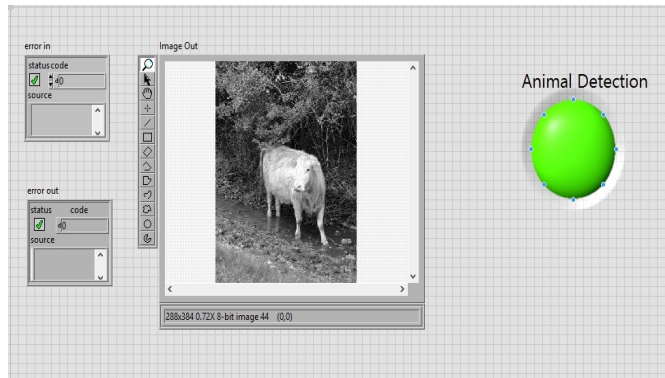 error in
status code
d0
source
Image Out
Animal Detection
error out
status code
d0
source
288x384 0.72X 8-bit image 44 (0,0)